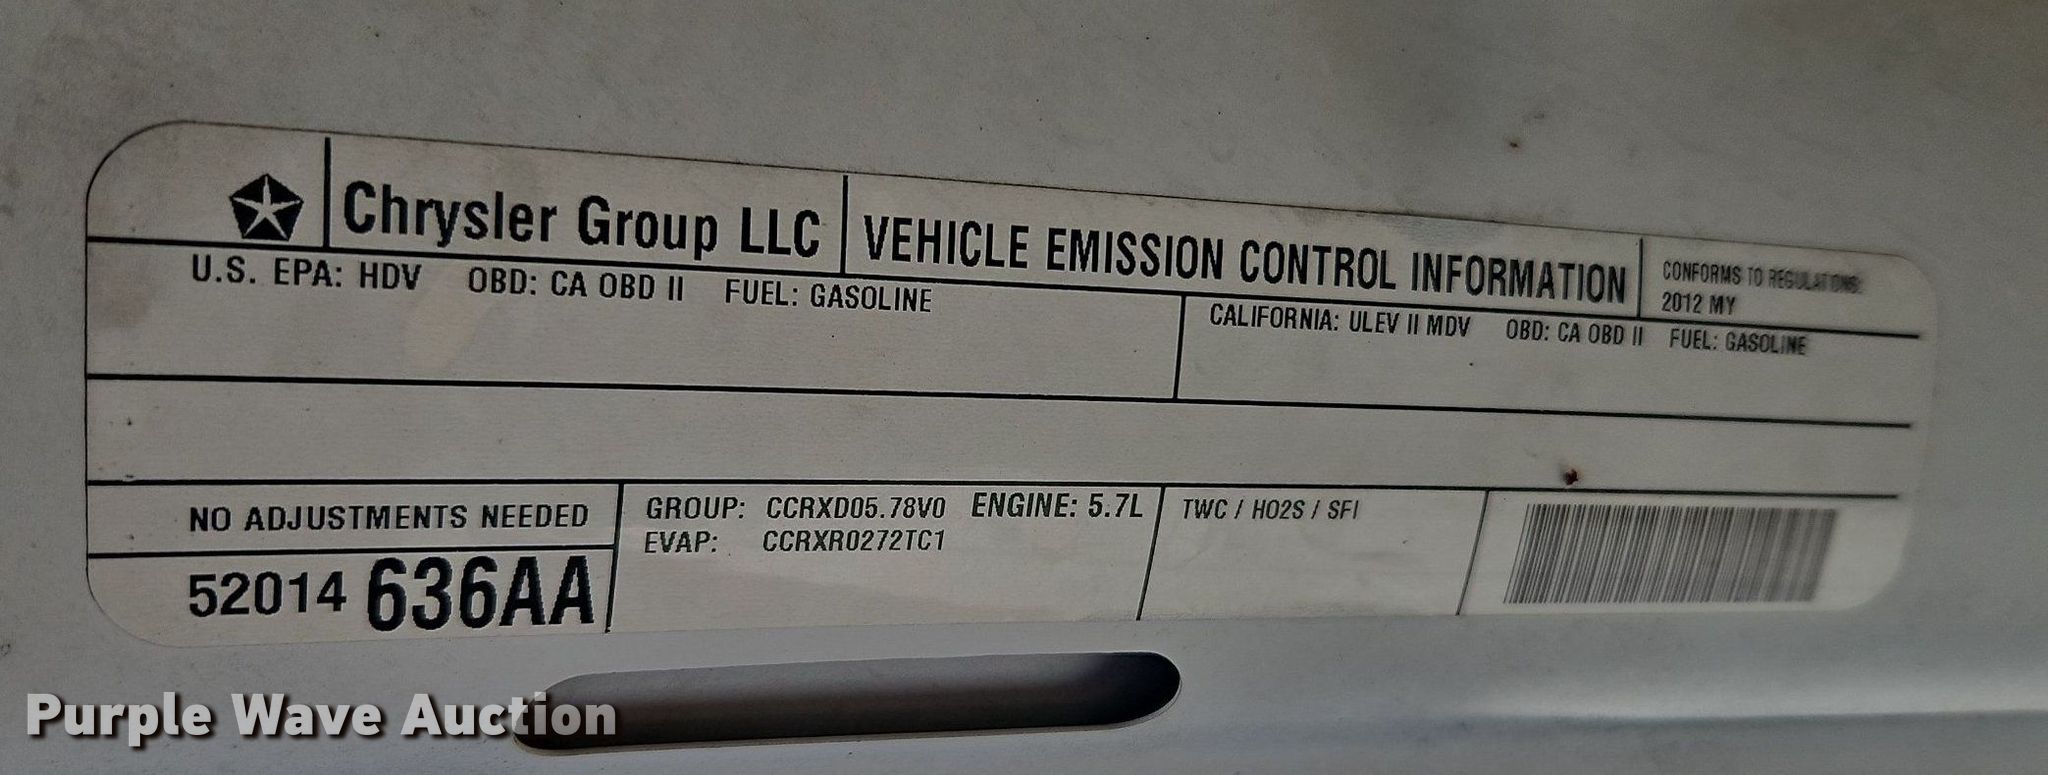 Chrysler Group LLC VEHICLE EMISSION CONTROL INFORMATION
CONFORMS TO REGULATIONS:
2012 MY
U.S. EPA: HDV OBD: CA OBD II FUEL: GASOLINE
CALIFORNIA: ULEV II MDV OBD: CA OBD II FUEL: GASOLINE
NO ADJUSTMENTS NEEDED
52014 636AA
GROUP: CCRXD05.78V0 ENGINE: 5.7L
EVAP: CCRXR0272TC1
TWC / HO2S / SFI
Purple Wave Auction